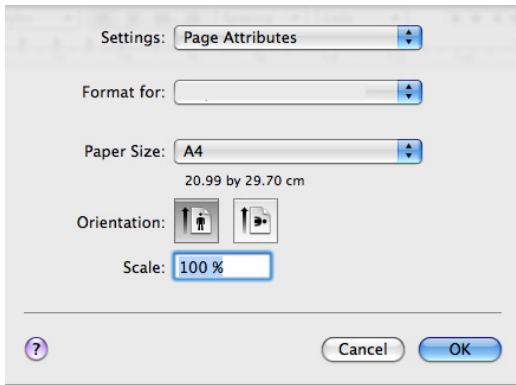 Settings: Page Attributes
Format for:
Paper Size: A4
20.99 by 29.70 cm
Orientation:
Scale: 100 %
?
Cancel OK